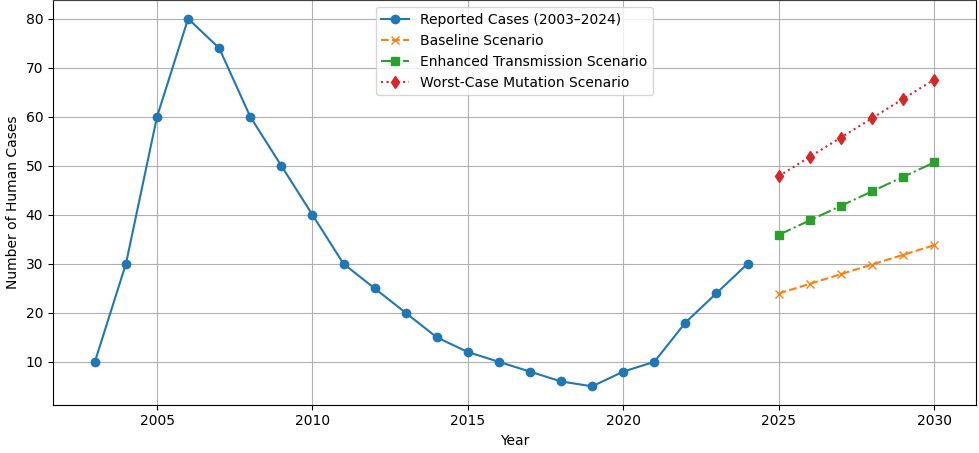 Reported Cases (2003–2024)
Baseline Scenario
Enhanced Transmission Scenario
Worst-Case Mutation Scenario
Number of Human Cases
80
70
60
50
40
30
20
10
2005 2010 2015 2020 2025 2030
Year